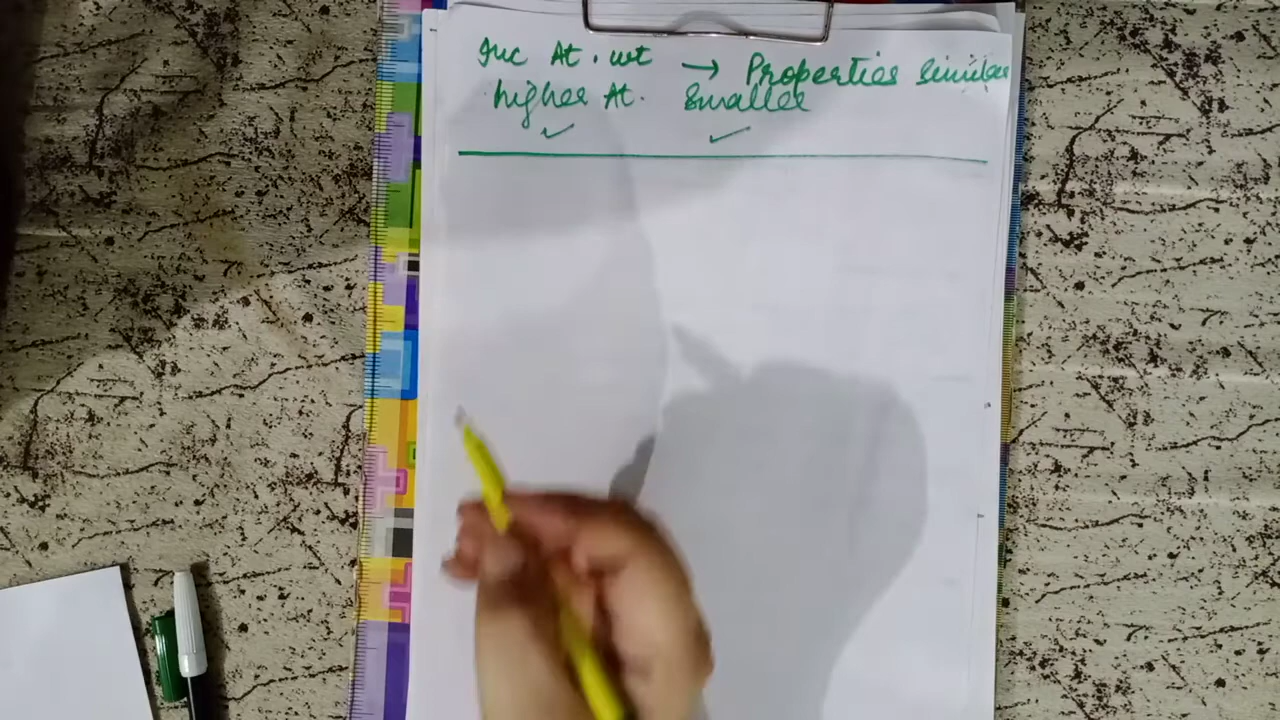 Inc At. wt → Properties similar
higher At. smaller